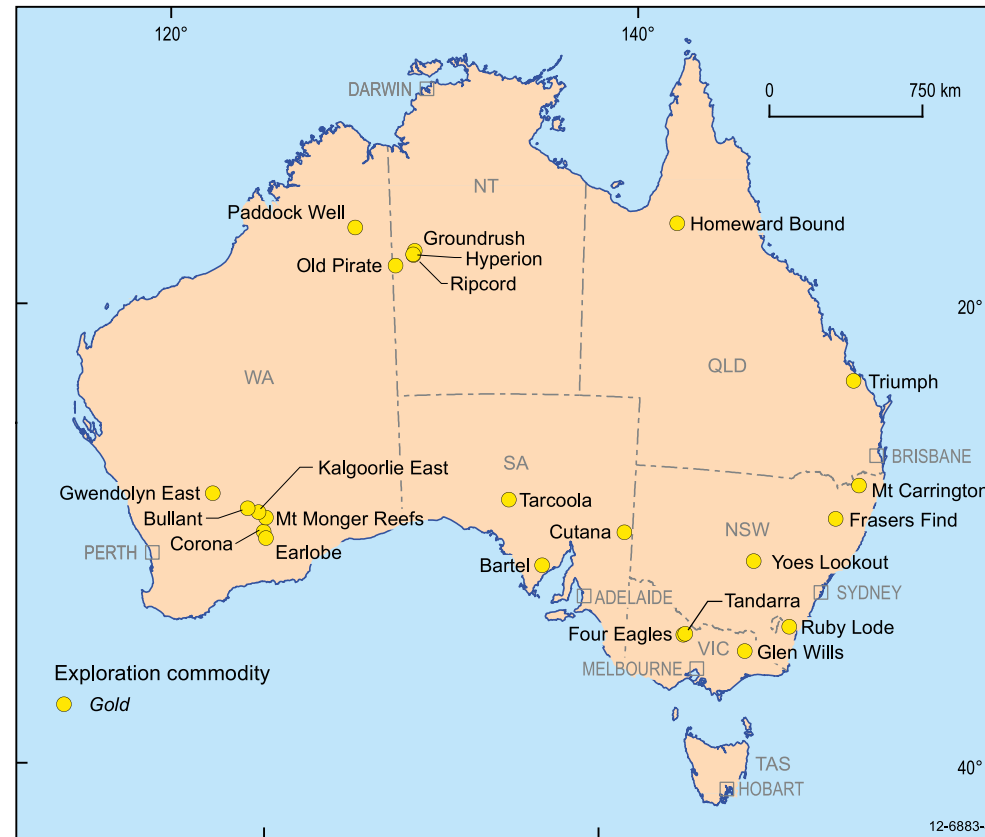 120°
140°
DARWIN
0
750 km
NT
Paddock Well
Homeward Bound
Groundrush
Old Pirate
Hyperion
Ripcord
20°
WA
QLD
Triumph
BRISBANE
Kalgoorlie East
SA
Gwendolyn East
Tarcoola
Mt Carrington
Bullant
Mt Monger Reefs
Frasers Find
Corona
Cutana
NSW
PERTH
Earlobe
Bartel
Yoes Lookout
Tandarra
ADELAIDE
SYDNEY
Four Eagles
Ruby Lode
VIC
Glen Wills
MELBOURNE
Exploration commodity
Gold
TAS
40°
HOBART
12-6883-